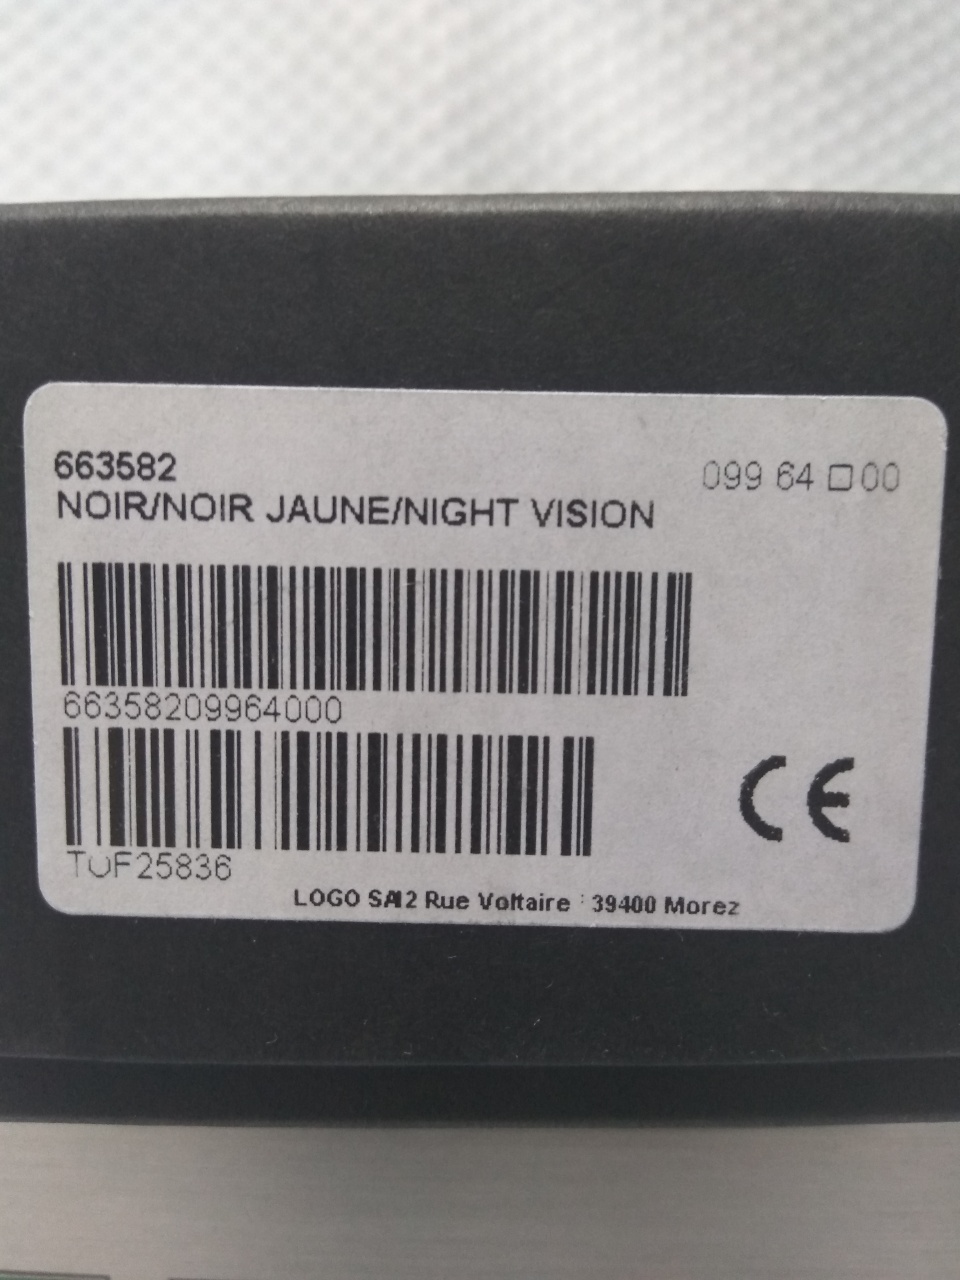 663582
099 64 □ 00
NOIR/NOIR JAUNE/NIGHT VISION
66358209964000
TOF25836
CE
LOGO SA 12 Rue Voltaire : 39400 Morez